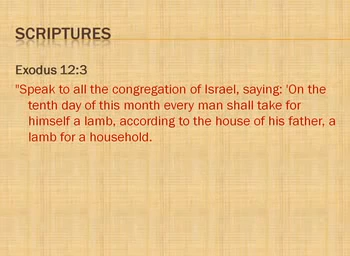 SCRIPTURES
Exodus 12:3
"Speak to all the congregation of Israel, saying: 'On the
tenth day of this month every man shall take for
himself a lamb, according to the house of his father, a
lamb for a household.